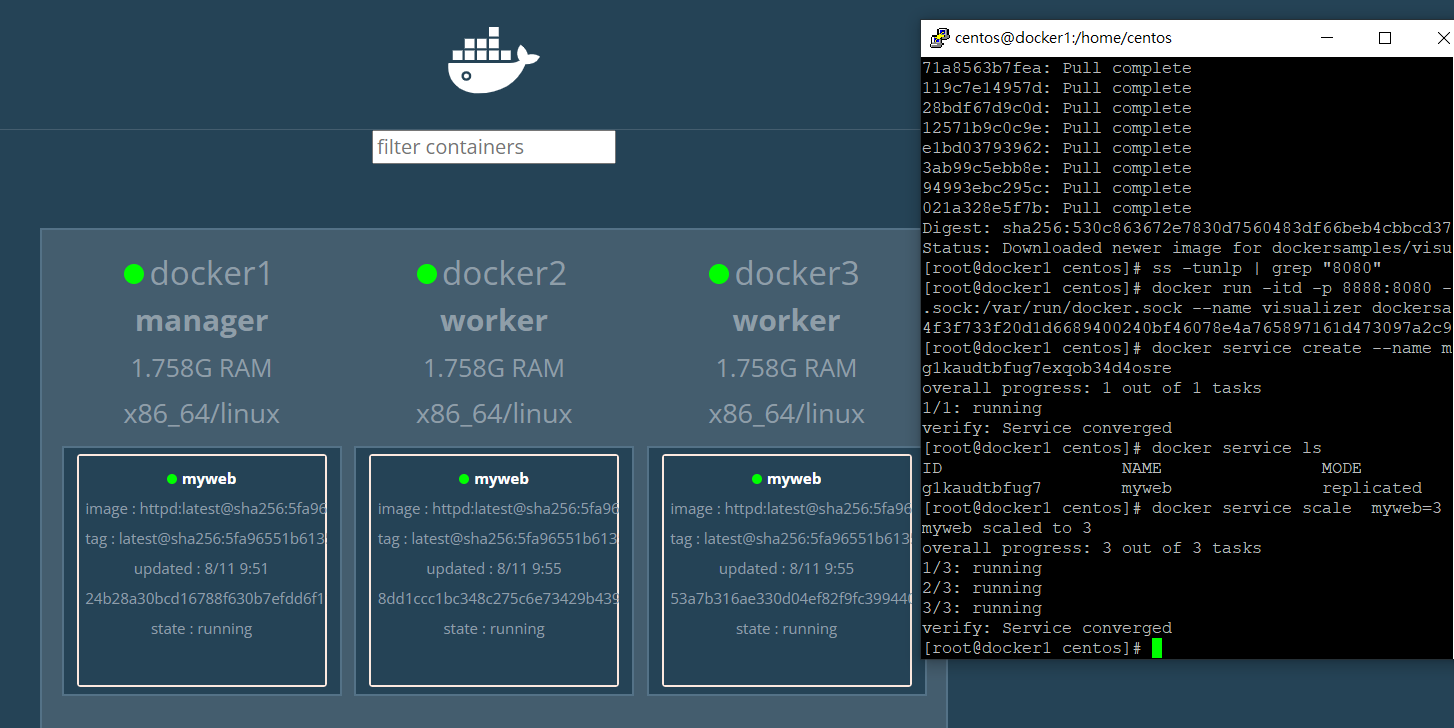 filter containers
docker1
manager
1.758G RAM
x86_64/linux
myweb
image : httpd:latest@sha256:5fa96
tag : latest@sha256:5fa96551b613
updated : 8/11 9:51
24b28a30bcd16788f630b7efdd6f1
state : running
docker2
worker
1.758G RAM
x86_64/linux
myweb
image : httpd:latest@sha256:5fa96
tag : latest@sha256:5fa96551b613
updated : 8/11 9:55
8dd1ccc1bc348c275c6e73429b439
state : running
docker3
worker
1.758G RAM
x86_64/linux
myweb
image : httpd:latest@sha256:5fa96
tag : latest@sha256:5fa96551b613
updated : 8/11 9:55
53a7b316ae330d04ef82f9fc399440
state : running
centos@docker1:/home/centos
71a8563b7fea: Pull complete
119c7e14957d: Pull complete
28bdf67d9c0d: Pull complete
12571b9c0c9e: Pull complete
e1bd03793962: Pull complete
3ab99c5ebb8e: Pull complete
94993ebc295c: Pull complete
021a328e5f7b: Pull complete
Digest: sha256:530c863672e7830d7560483df66beb4cbbcd37
Status: Downloaded newer image for dockersamples/visu
[root@docker1 centos]# ss -tunlp | grep "8080"
[root@docker1 centos]# docker run -itd -p 8888:8080 -
.sock:/var/run/docker.sock --name visualizer dockersa
4f3f733f20d1d6689400240bf46078e4a765897161d473097a2c9
[root@docker1 centos]# docker service create --name m
glkaudtbfug7exqob34d4osre
overall progress: 1 out of 1 tasks
1/1: running
verify: Service converged
[root@docker1 centos]# docker service ls
ID NAME MODE
glkaudtbfug7 myweb replicated
[root@docker1 centos]# docker service scale  myweb=3
myweb scaled to 3
overall progress: 3 out of 3 tasks
1/3: running
2/3: running
3/3: running
verify: Service converged
[root@docker1 centos]#